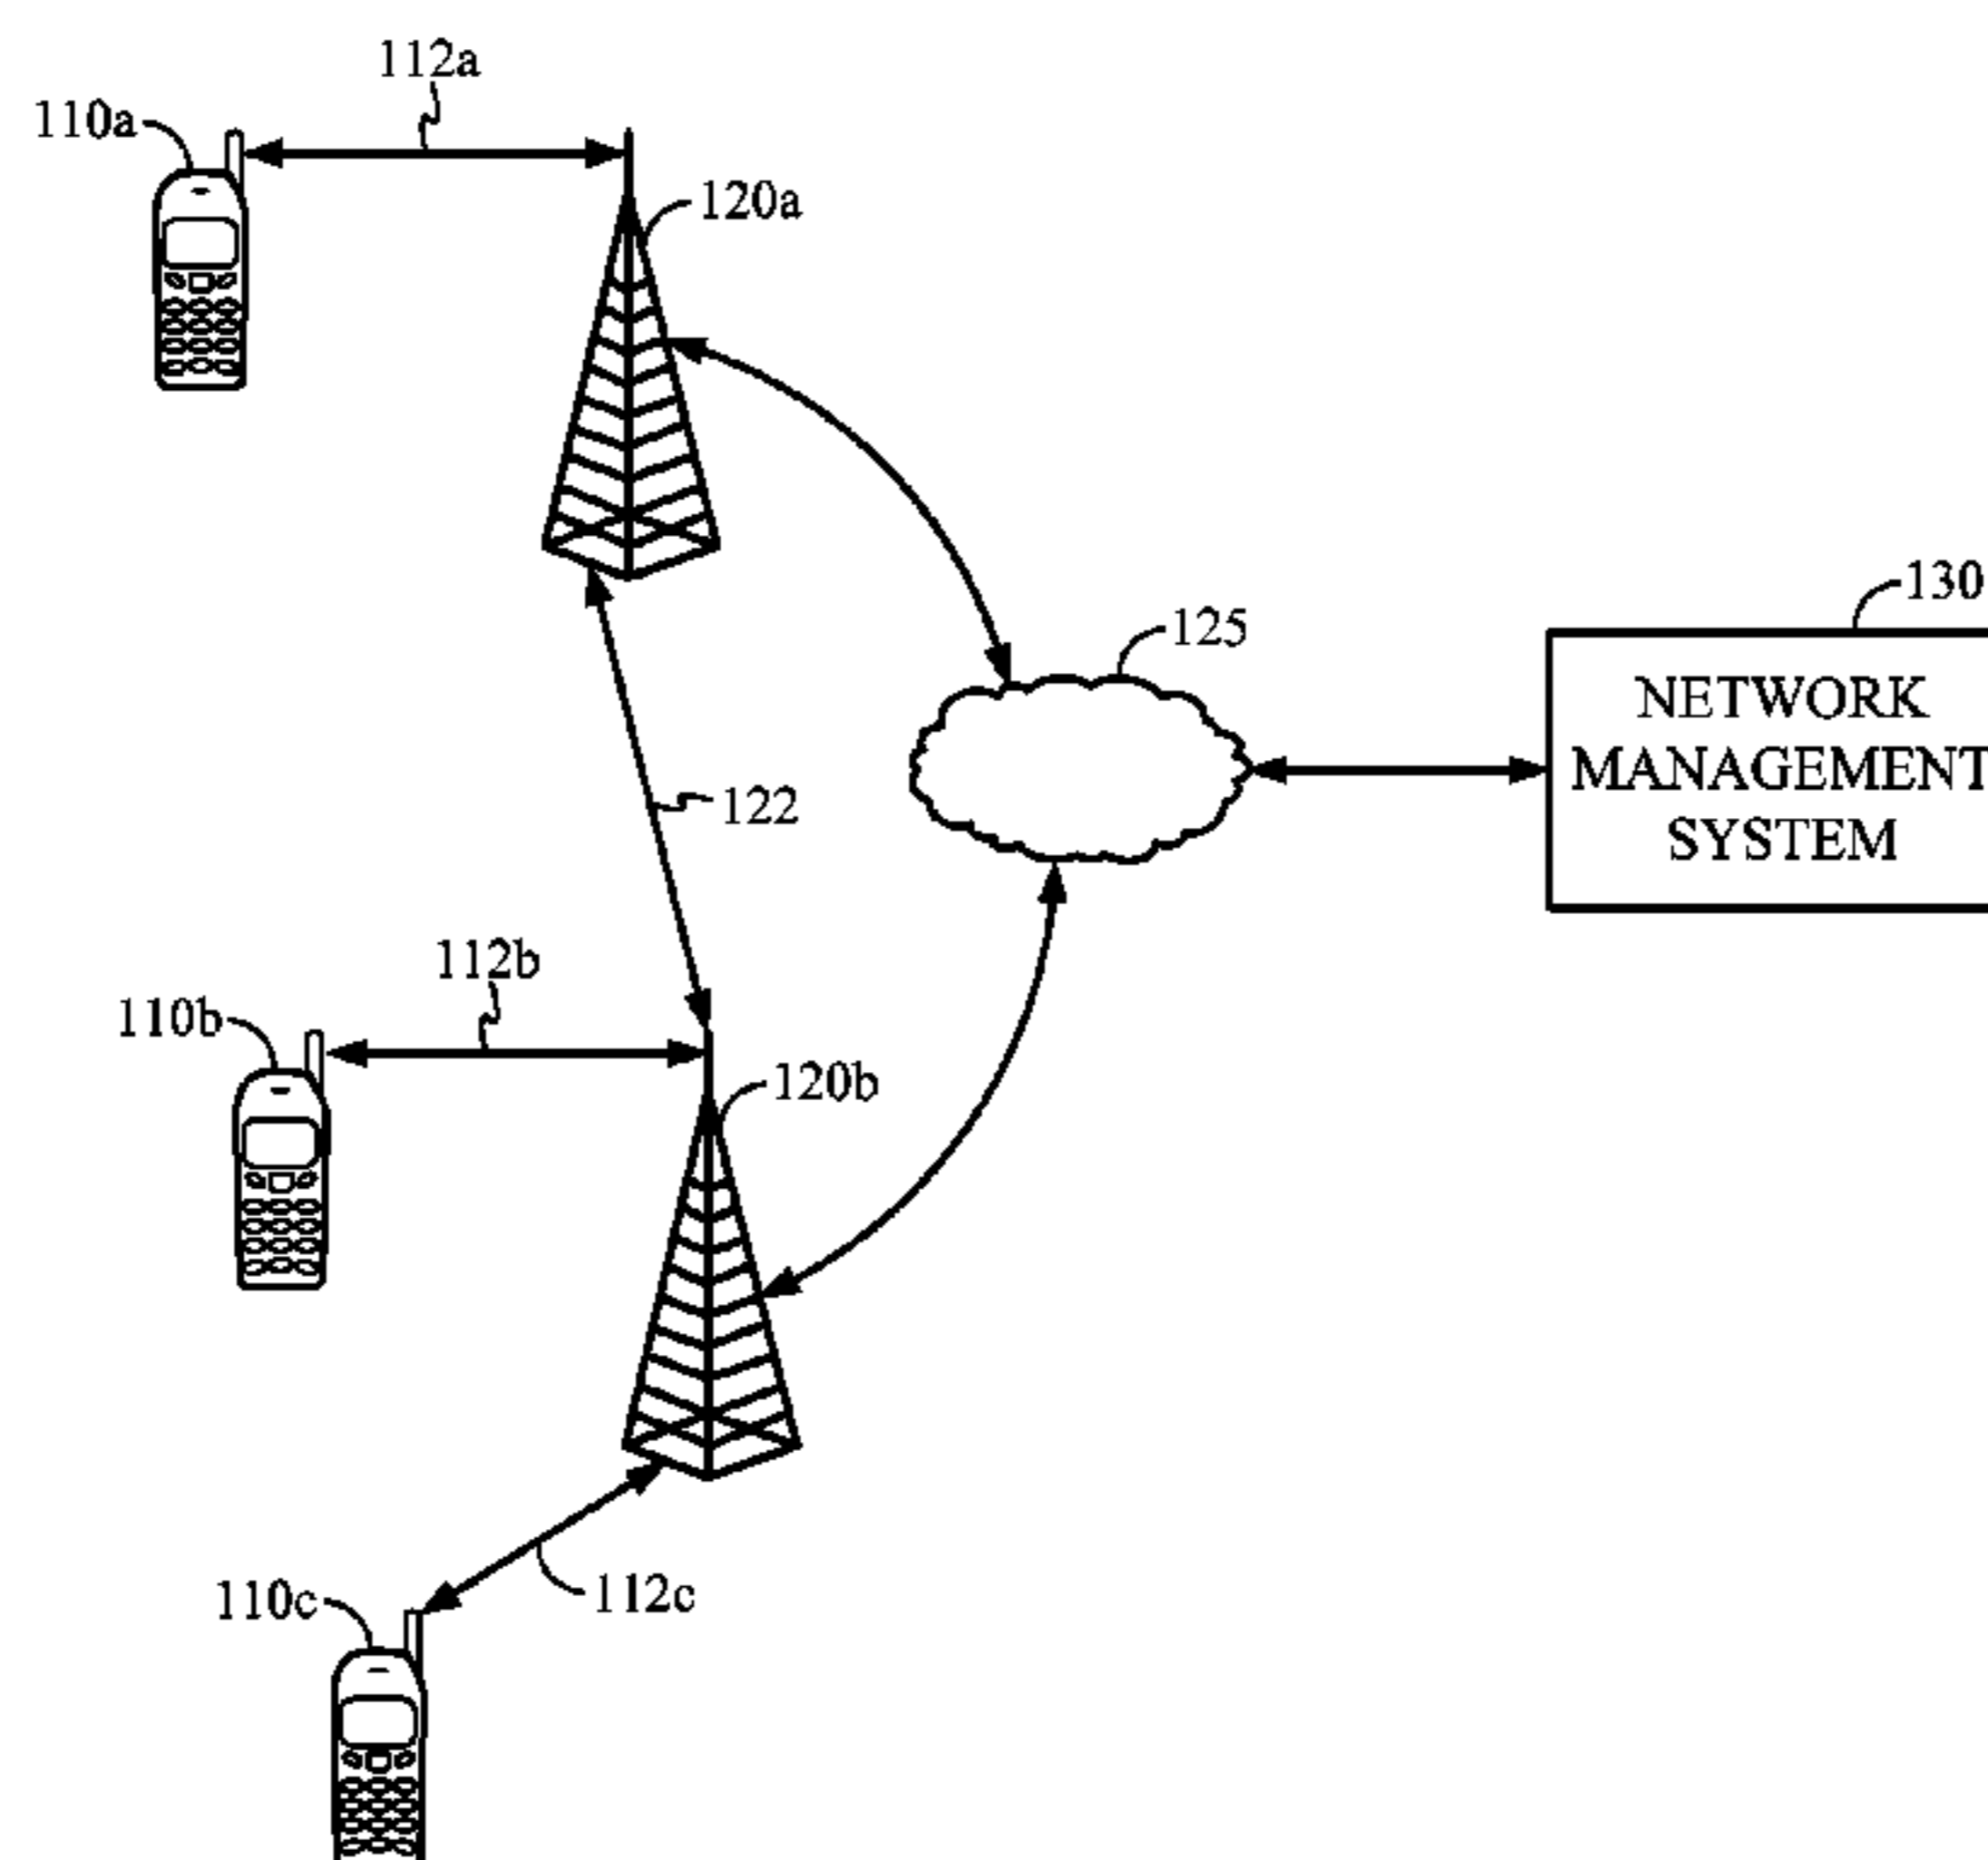 112a
110a
120a
130
125
NETWORK
MANAGEMENT
SYSTEM
122
112b
110b
120b
110c
112c